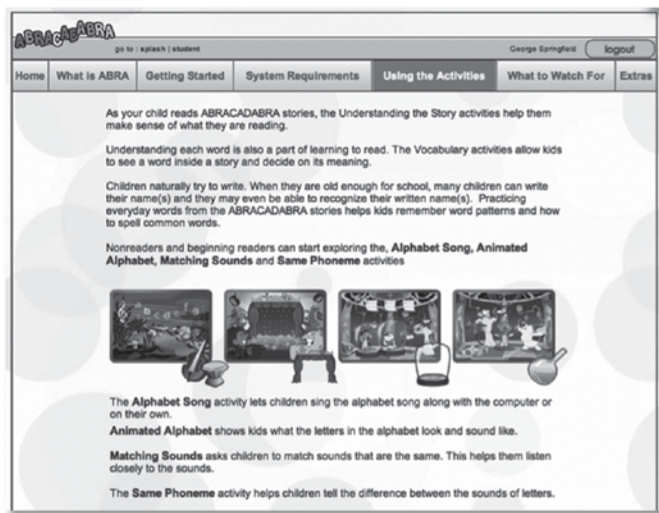 ABRACADABRA
go to : splash | student
George Springfield
logout
Home
What is ABRA
Getting Started
System Requirements
Using the Activities
What to Watch For
Extras
As your child reads ABRACADABRA stories, the Understanding the Story activities help them
make sense of what they are reading.
Understanding each word is also a part of learning to read. The Vocabulary activities allow kids
to see a word inside a story and decide on its meaning.
Children naturally try to write. When they are old enough for school, many children can write
their name(s) and they may even be able to recognize their written name(s). Practicing
everyday words from the ABRACADABRA stories helps kids remember word patterns and how
to spell common words.
Nonreaders and beginning readers can start exploring the, Alphabet Song, Animated
Alphabet, Matching Sounds and Same Phoneme activities
a b c d e f g
The Alphabet Song activity lets children sing the alphabet song along with the computer or
on their own.
Animated Alphabet shows kids what the letters in the alphabet look and sound like.
Matching Sounds asks children to match sounds that are the same. This helps them listen
closely to the sounds.
The Same Phoneme activity helps children tell the difference between the sounds of letters.